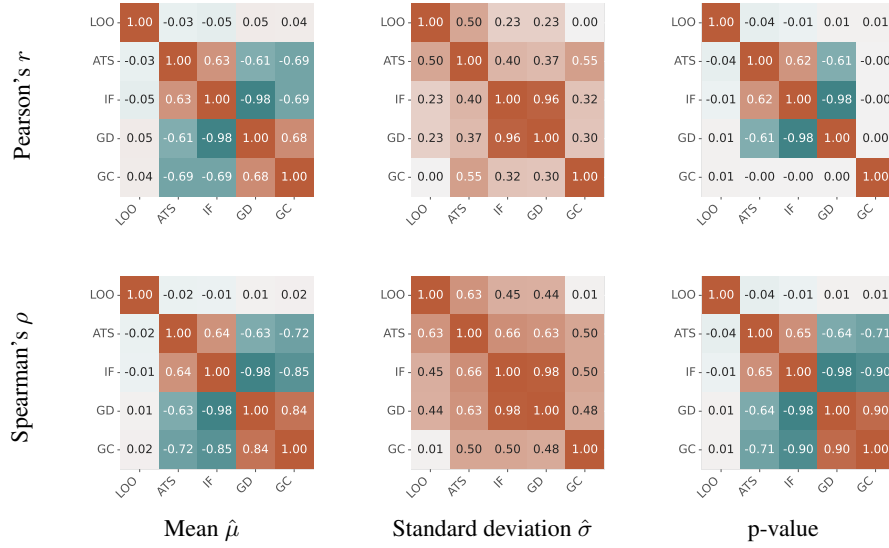 Pearson's r
LOO 1.00 -0.03 -0.05 0.05 0.04
ATS -0.03 1.00 0.63 -0.61 -0.69
IF -0.05 0.63 1.00 -0.98 -0.69
GD 0.05 -0.61 -0.98 1.00 0.68
GC 0.04 -0.69 -0.69 0.68 1.00
LOO ATS IF GD GC
LOO 1.00 0.50 0.23 0.23 0.00
ATS 0.50 1.00 0.40 0.37 0.55
IF 0.23 0.40 1.00 0.96 0.32
GD 0.23 0.37 0.96 1.00 0.30
GC 0.00 0.55 0.32 0.30 1.00
LOO ATS IF GD GC
LOO 1.00 -0.04 -0.01 0.01 0.01
ATS -0.04 1.00 0.62 -0.61 -0.00
IF -0.01 0.62 1.00 -0.98 -0.00
GD 0.01 -0.61 -0.98 1.00 0.00
GC 0.01 -0.00 -0.00 0.00 1.00
LOO ATS IF GD GC
Spearman's ρ
LOO 1.00 -0.02 -0.01 0.01 0.02
ATS -0.02 1.00 0.64 -0.63 -0.72
IF -0.01 0.64 1.00 -0.98 -0.85
GD 0.01 -0.63 -0.98 1.00 0.84
GC 0.02 -0.72 -0.85 0.84 1.00
LOO ATS IF GD GC
LOO 1.00 0.63 0.45 0.44 0.01
ATS 0.63 1.00 0.66 0.63 0.50
IF 0.45 0.66 1.00 0.98 0.50
GD 0.44 0.63 0.98 1.00 0.48
GC 0.01 0.50 0.50 0.48 1.00
LOO ATS IF GD GC
LOO 1.00 -0.04 -0.01 0.01 0.01
ATS -0.04 1.00 0.65 -0.64 -0.71
IF -0.01 0.65 1.00 -0.98 -0.90
GD 0.01 -0.64 -0.98 1.00 0.90
GC 0.01 -0.71 -0.90 0.90 1.00
LOO ATS IF GD GC
Mean μ̂
Standard deviation σ̂
p-value